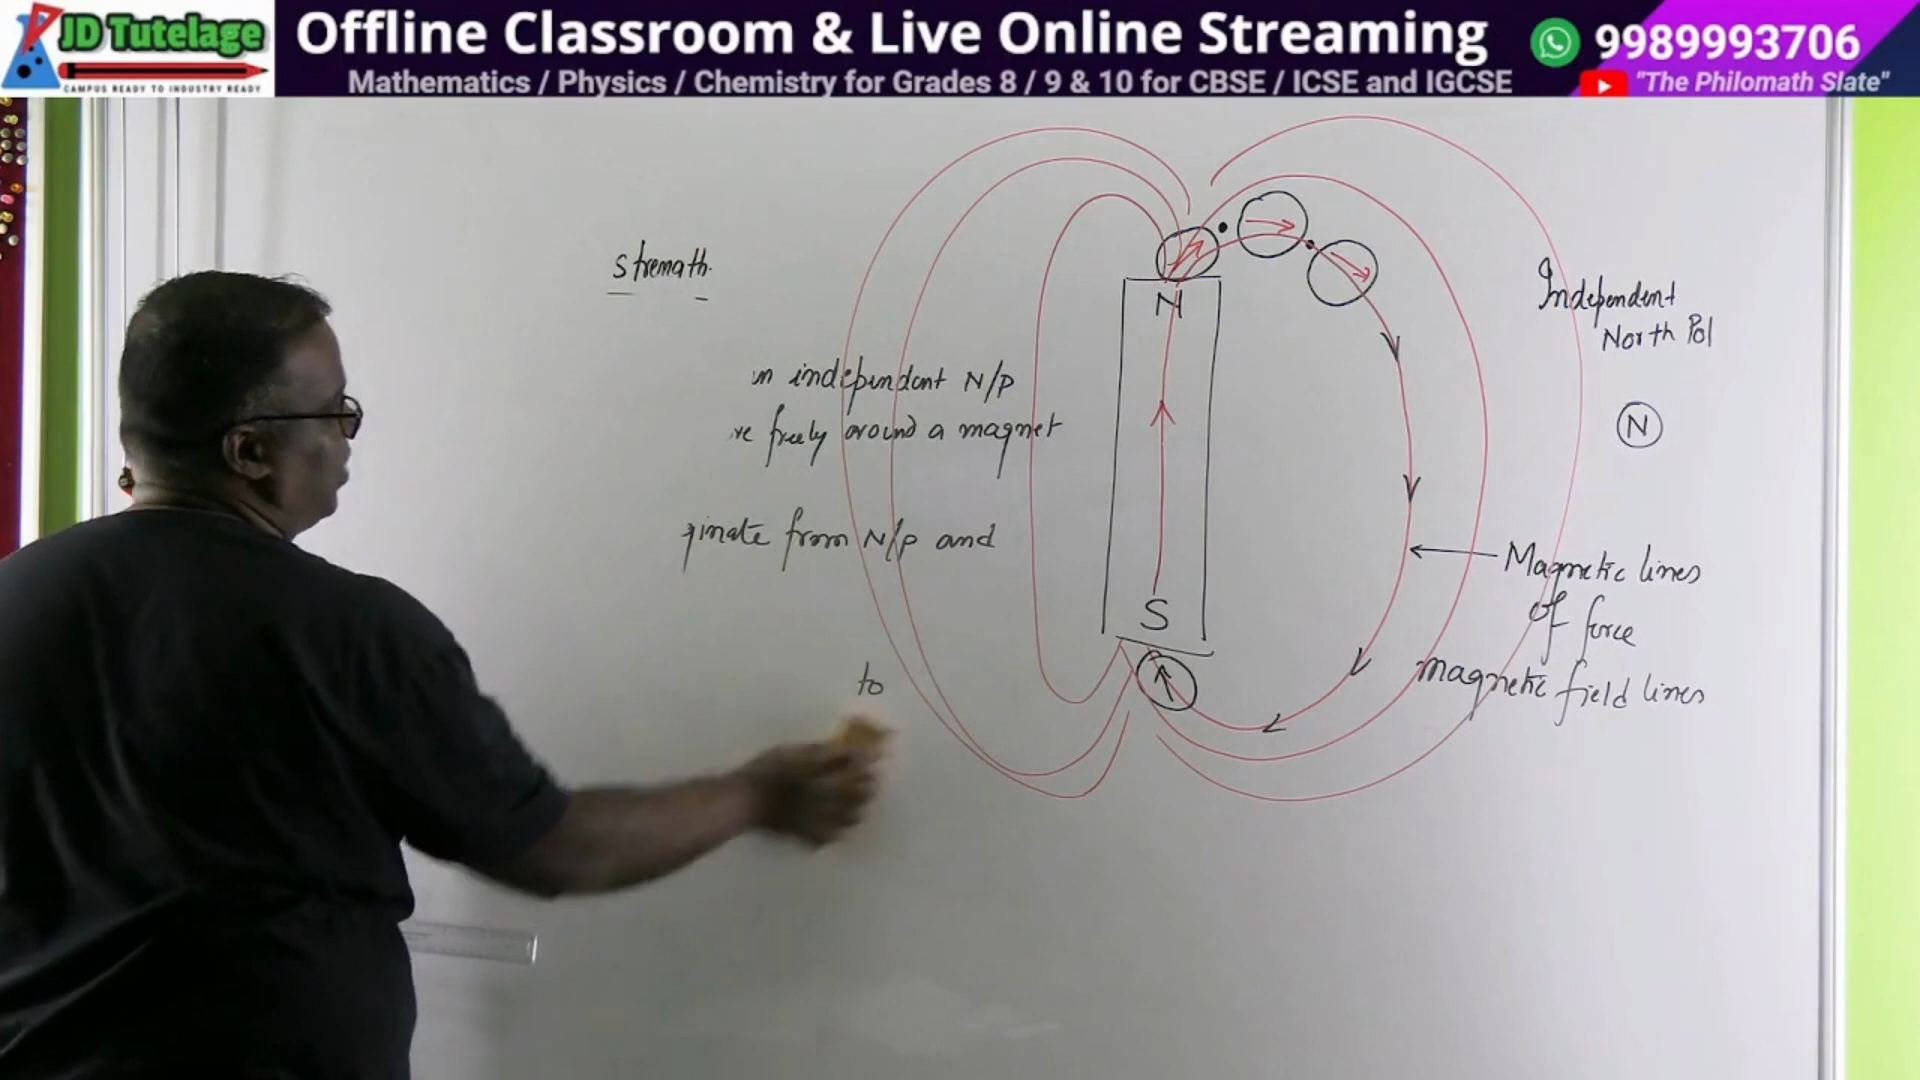 JD Tutelage
CAMPUS READY TO INDUSTRY READY
Offline Classroom & Live Online Streaming
Mathematics / Physics / Chemistry for Grades 8 / 9 & 10 for CBSE / ICSE and IGCSE
9989993706
"The Philomath Slate"
N
Independent
North Pol
in independent N/P
ve freely around a magnet
N
ginate from N/P and
Magnetic lines
of force
S
magnetic field lines
to